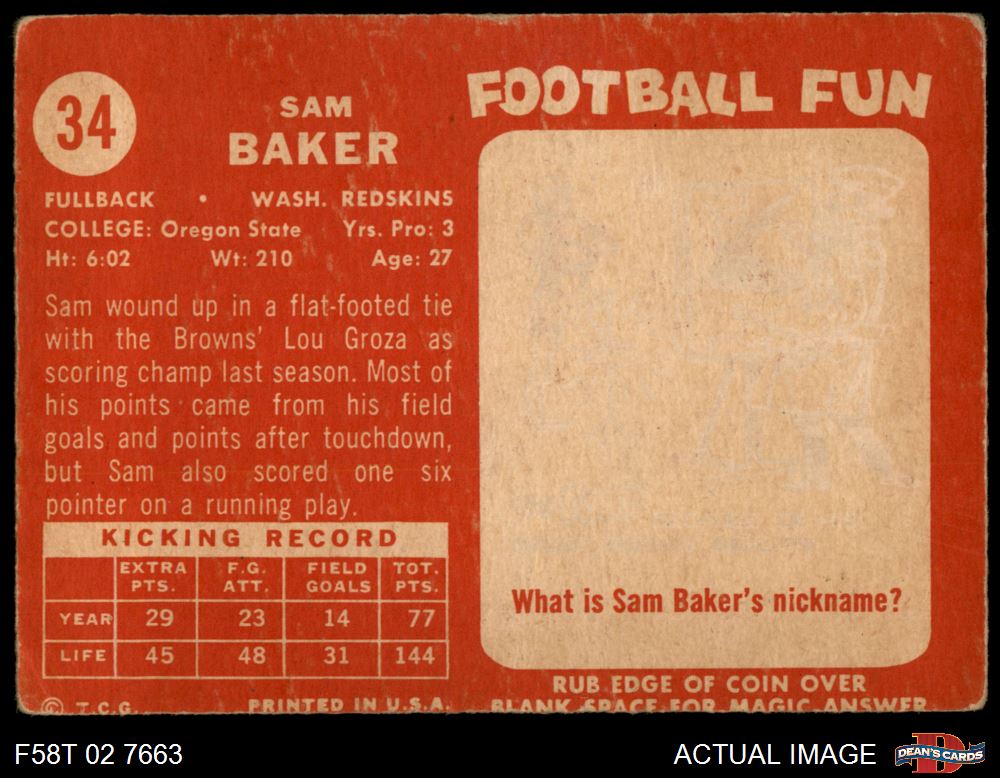 34
SAM
BAKER
FULLBACK • WASH. REDSKINS
COLLEGE: Oregon State Yrs. Pro: 3
Ht: 6:02 Wt: 210 Age: 27
Sam wound up in a flat-footed tie
with the Browns' Lou Groza as
scoring champ last season. Most of
his points came from his field
goals and points after touchdown,
but Sam also scored one six
pointer on a running play.
KICKING RECORD
EXTRA PTS. F.G. ATT. FIELD GOALS TOT. PTS.
YEAR 29 23 14 77
LIFE 45 48 31 144
© T.C.G. PRINTED IN U.S.A.
FOOTBALL FUN
What is Sam Baker's nickname?
RUB EDGE OF COIN OVER
BLANK SPACE FOR MAGIC ANSWER
F58T 02 7663
ACTUAL IMAGE
DEAN'S CARDS